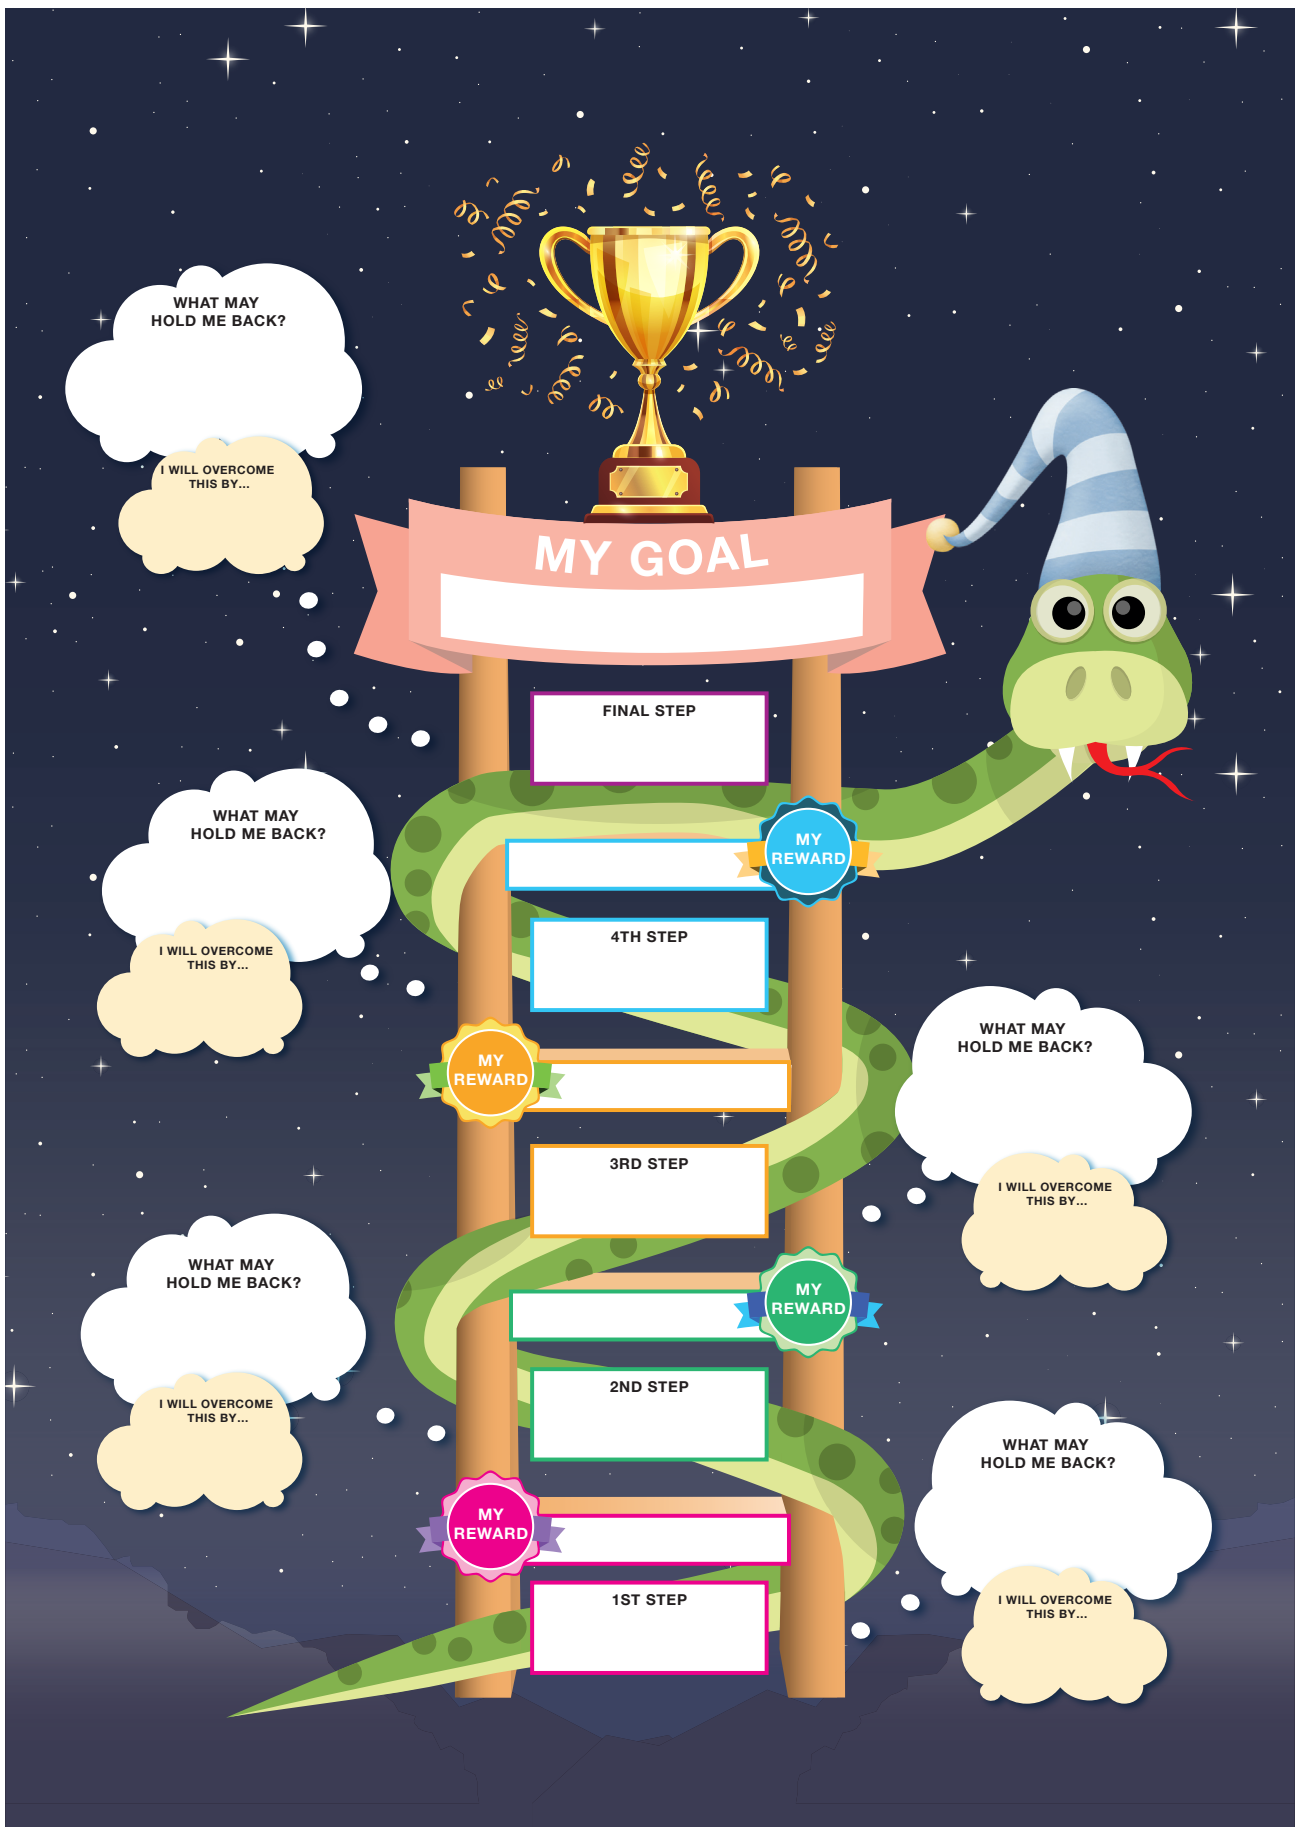 WHAT MAY
HOLD ME BACK?
I WILL OVERCOME
THIS BY...
MY GOAL
FINAL STEP
WHAT MAY
HOLD ME BACK?
MY
REWARD
I WILL OVERCOME
THIS BY...
4TH STEP
WHAT MAY
HOLD ME BACK?
MY
REWARD
3RD STEP
I WILL OVERCOME
THIS BY...
WHAT MAY
HOLD ME BACK?
MY
REWARD
2ND STEP
I WILL OVERCOME
THIS BY...
WHAT MAY
HOLD ME BACK?
MY
REWARD
1ST STEP
I WILL OVERCOME
THIS BY...